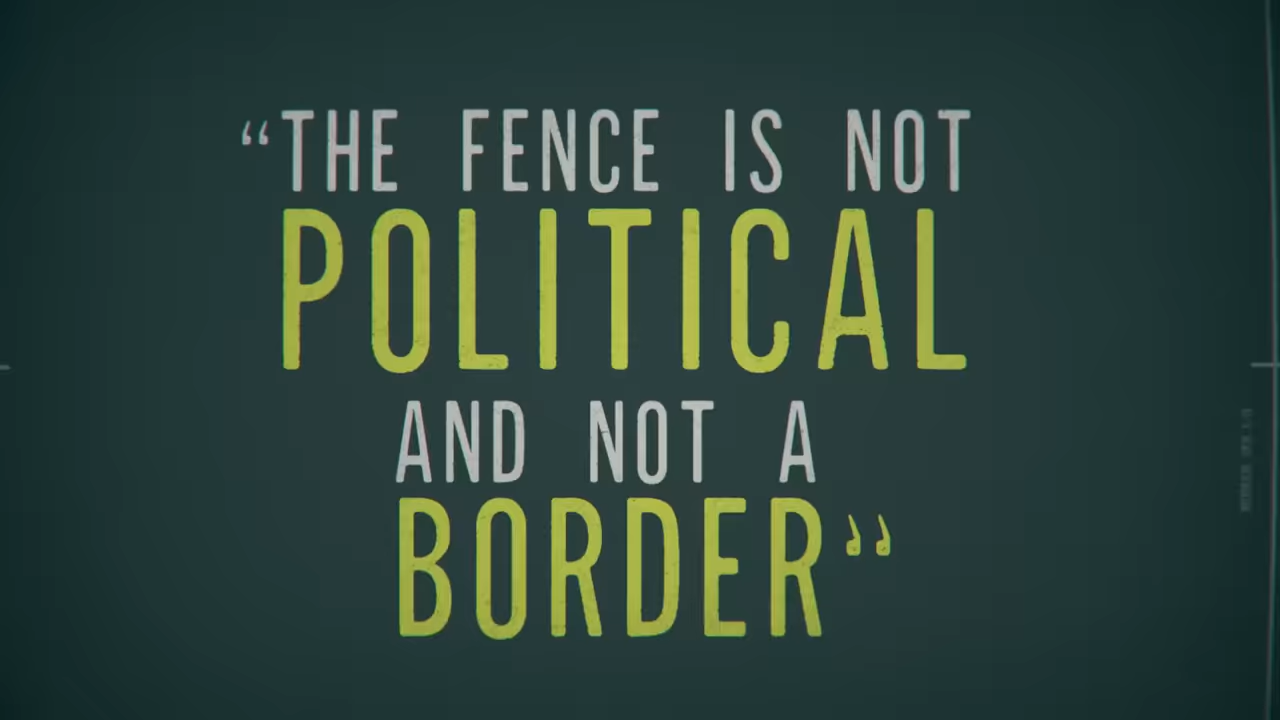 “THE FENCE IS NOT
POLITICAL
AND NOT A
BORDER”